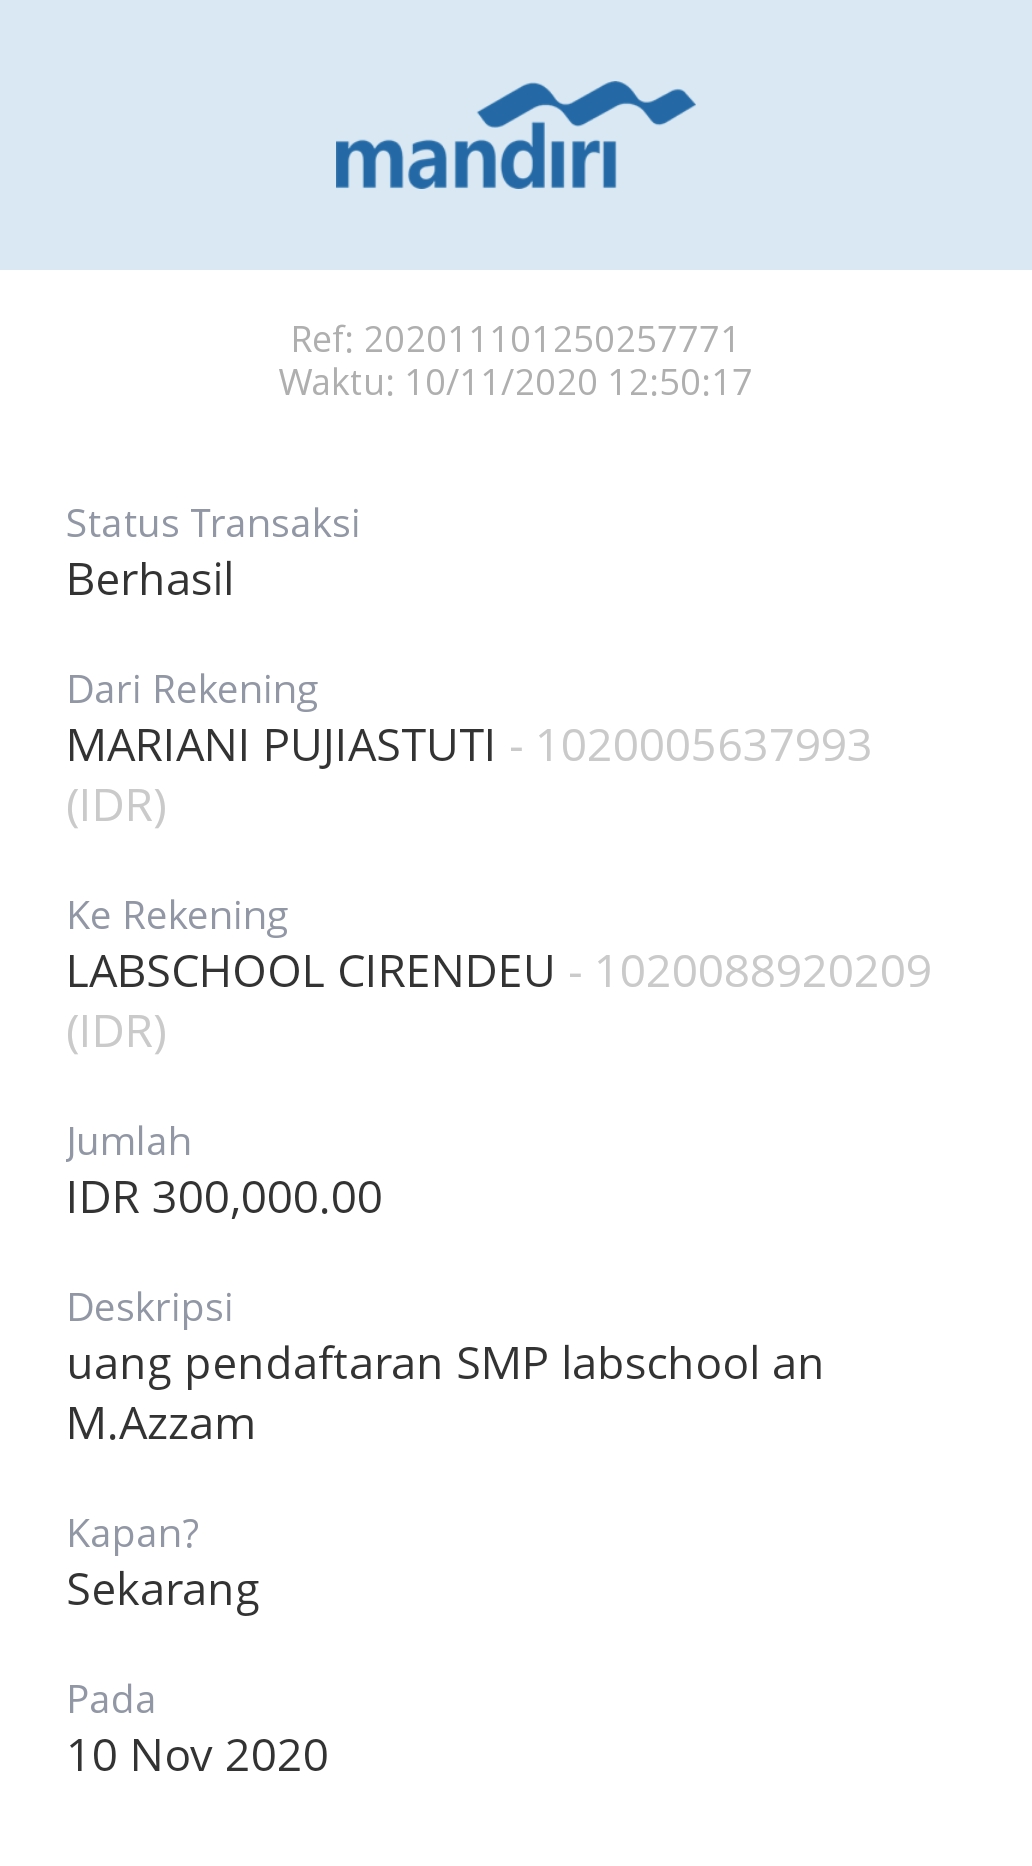 mandiri
Ref: 202011101250257771
Waktu: 10/11/2020 12:50:17
Status Transaksi
Berhasil
Dari Rekening
MARIANI PUJIASTUTI - 1020005637993
(IDR)
Ke Rekening
LABSCHOOL CIRENDEU - 1020088920209
(IDR)
Jumlah
IDR 300,000.00
Deskripsi
uang pendaftaran SMP labschool an
M.Azzam
Kapan?
Sekarang
Pada
10 Nov 2020